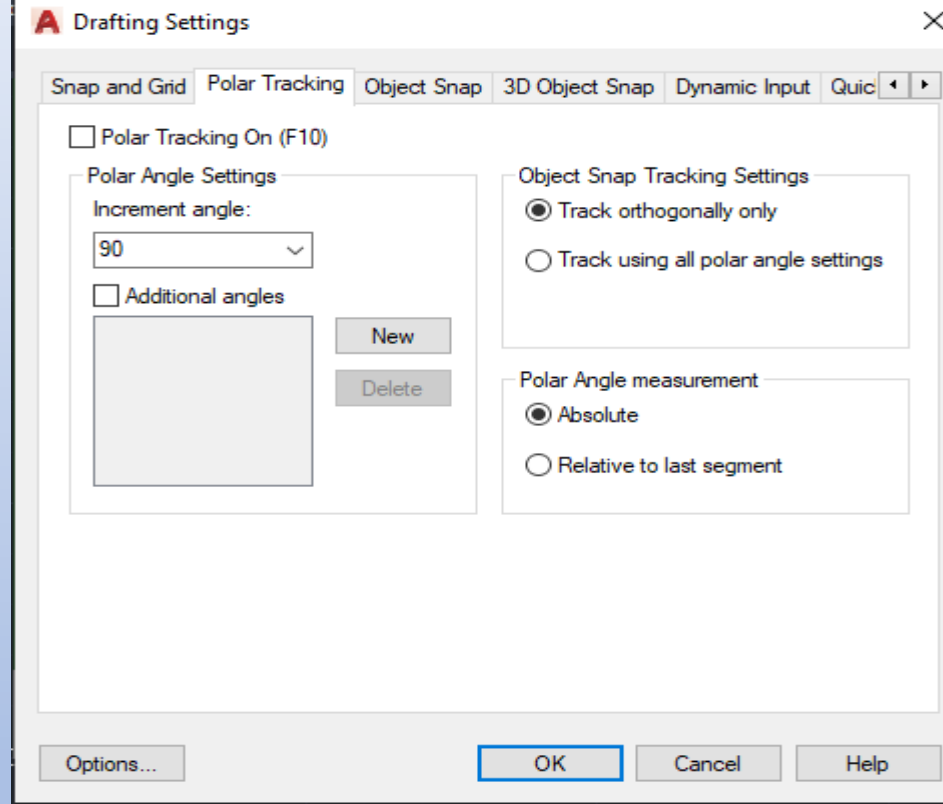 Drafting Settings
Snap and Grid Polar Tracking Object Snap 3D Object Snap Dynamic Input Quic
Polar Tracking On (F10)
Polar Angle Settings
Increment angle:
90
Additional angles
New
Delete
Object Snap Tracking Settings
Track orthogonally only
Track using all polar angle settings
Polar Angle measurement
Absolute
Relative to last segment
Options... OK Cancel Help